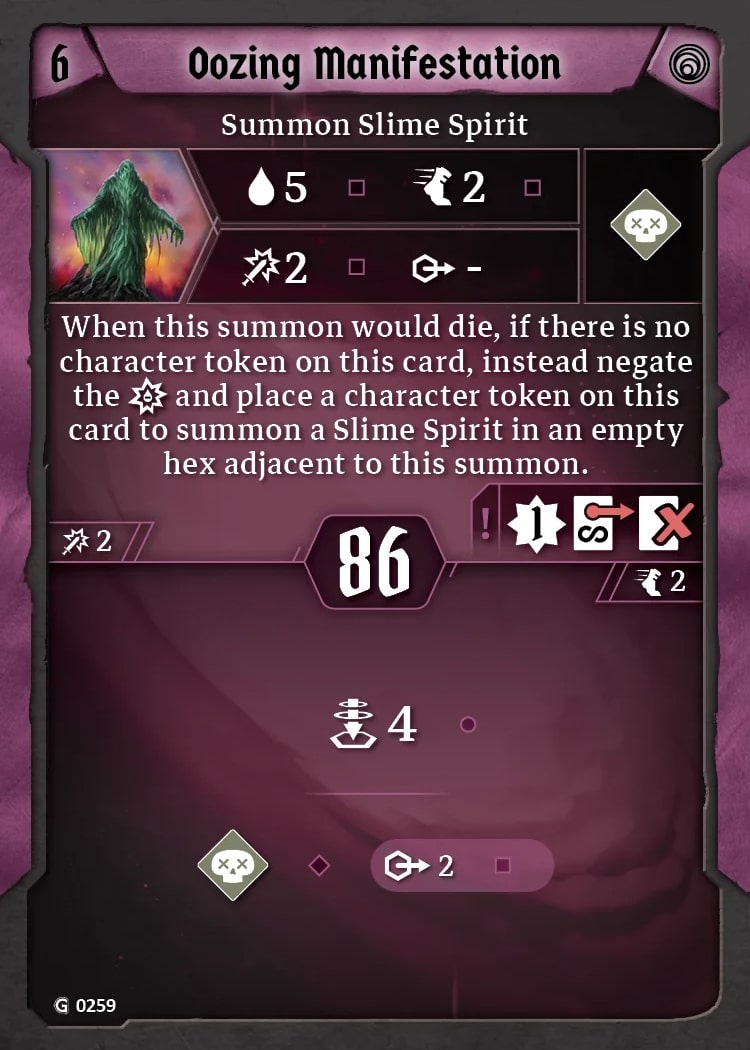 6
Oozing Manifestation
Summon Slime Spirit
5
2
2
-
When this summon would die, if there is no
character token on this card, instead negate
the and place a character token on this
card to summon a Slime Spirit in an empty
hex adjacent to this summon.
! 1
2
86
2
4
2
G 0259